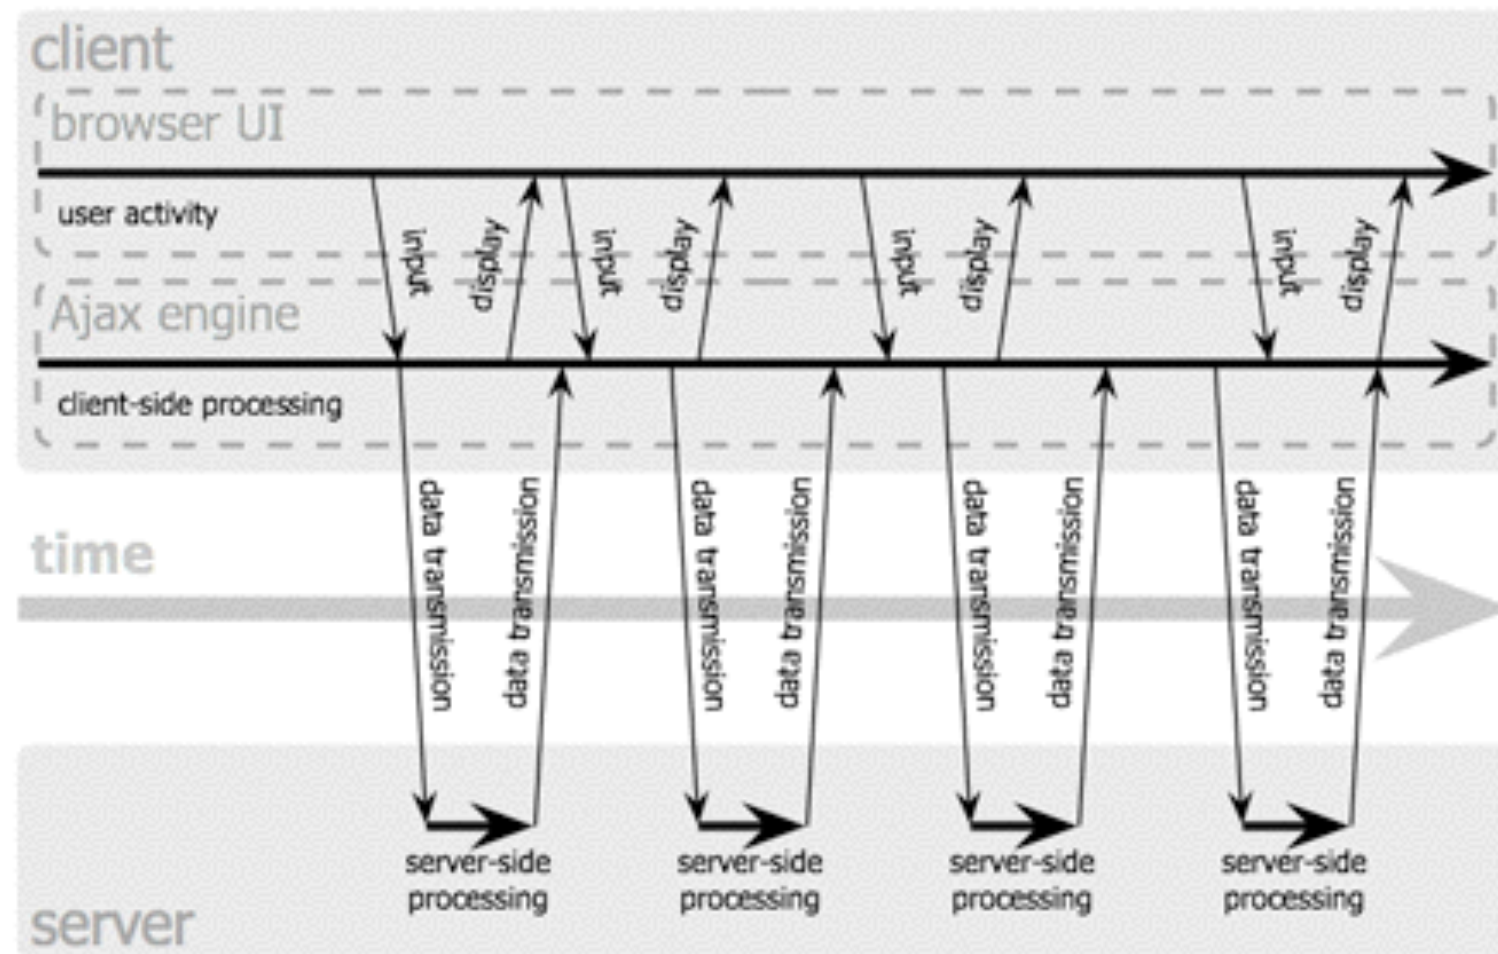 client
browser UI
user activity
input
display
input
display
input
display
input
display
Ajax engine
client-side processing
data transmission
data transmission
data transmission
data transmission
data transmission
data transmission
data transmission
data transmission
time
server-side
processing
server-side
processing
server-side
processing
server-side
processing
server